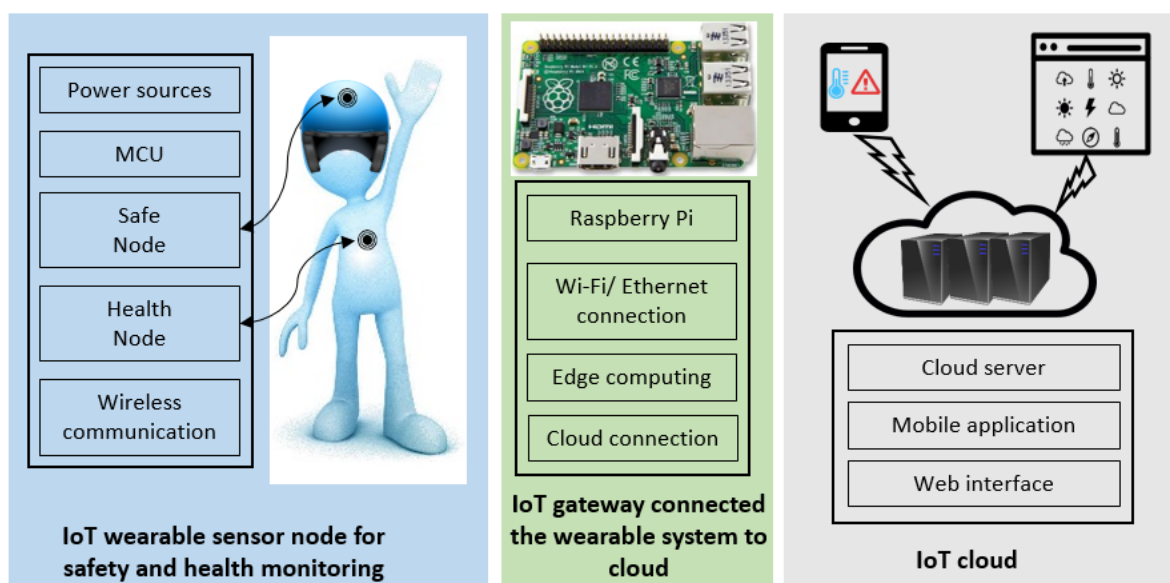 Power sources
MCU
Safe
Node
Health
Node
Wireless
communication
IoT wearable sensor node for
safety and health monitoring
HDMI
Raspberry Pi
Wi-Fi/ Ethernet
connection
Edge computing
Cloud connection
IoT gateway connected
the wearable system to
cloud
Cloud server
Mobile application
Web interface
IoT cloud